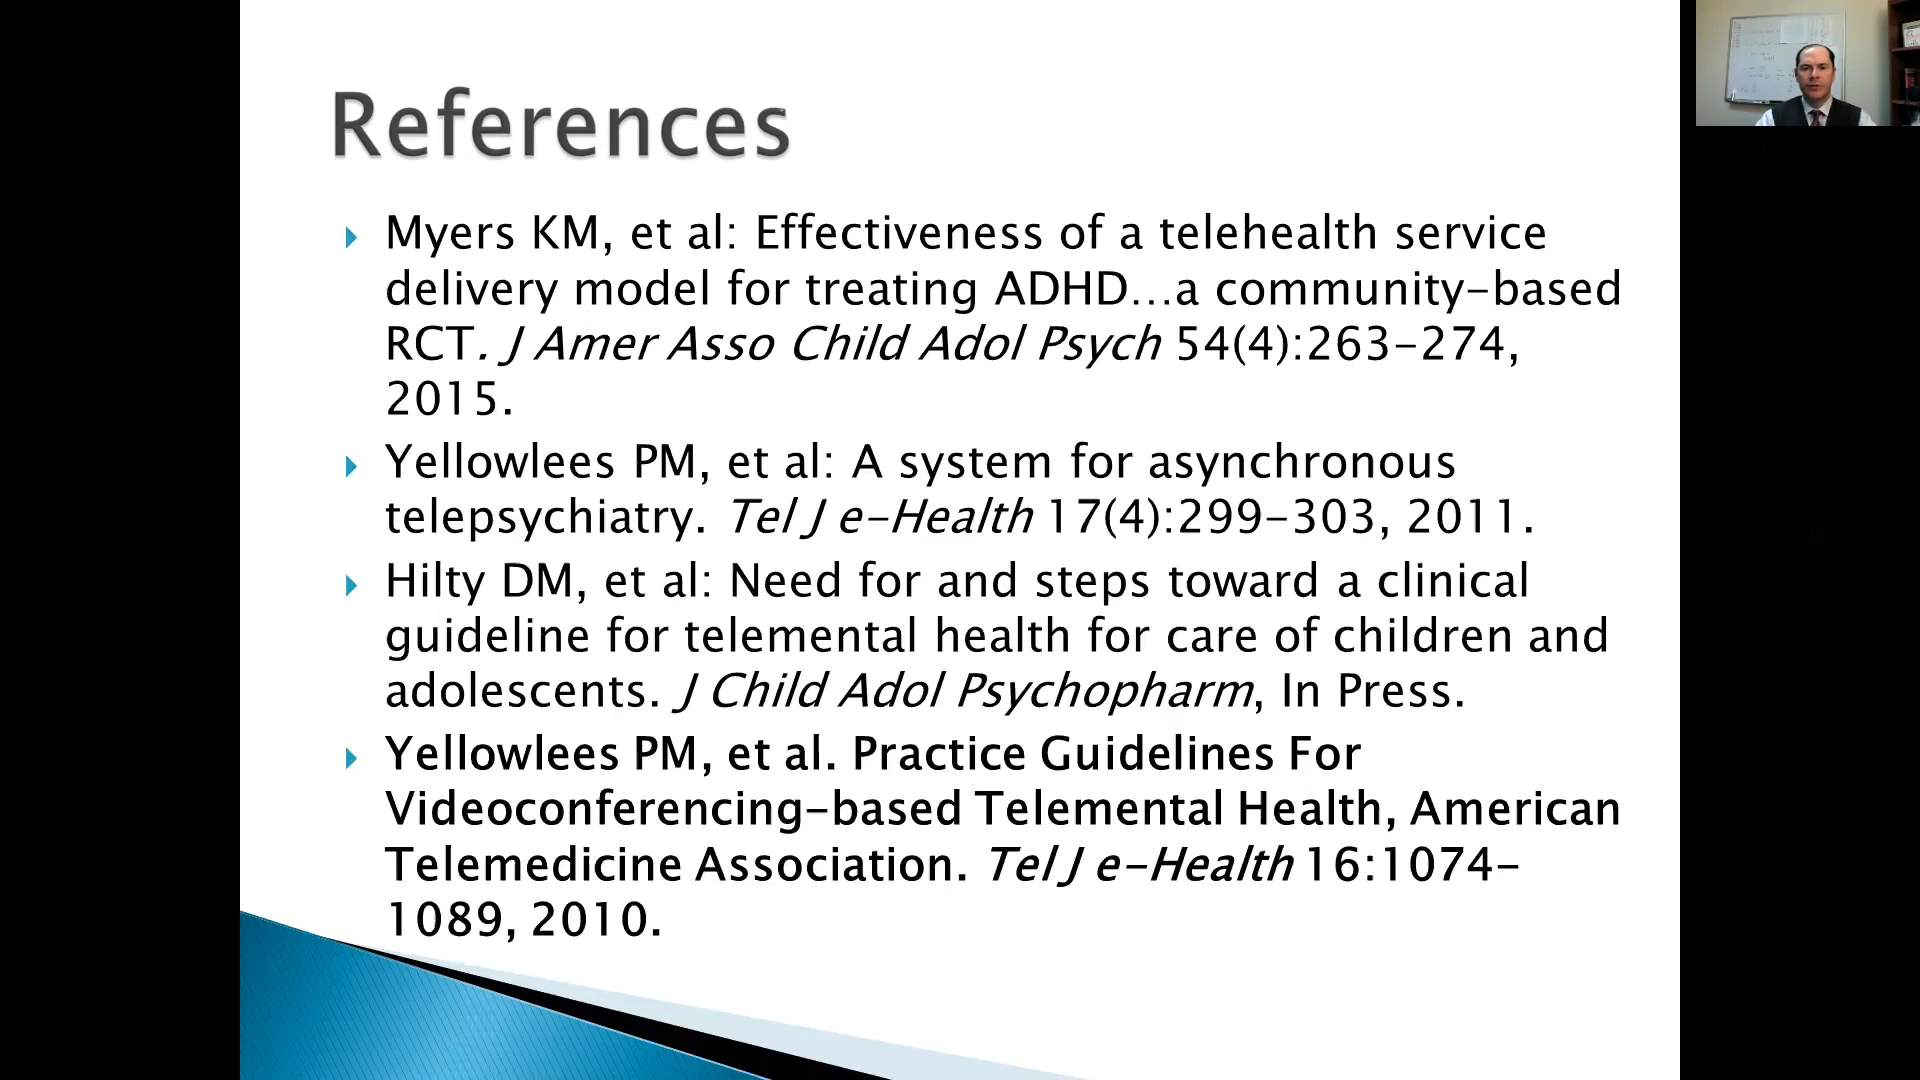 References
Myers KM, et al: Effectiveness of a telehealth service
delivery model for treating ADHD…a community-based
RCT. J Amer Asso Child Adol Psych 54(4):263-274,
2015.
Yellowlees PM, et al: A system for asynchronous
telepsychiatry. Tel J e-Health 17(4):299-303, 2011.
Hilty DM, et al: Need for and steps toward a clinical
guideline for telemental health for care of children and
adolescents. J Child Adol Psychopharm, In Press.
Yellowlees PM, et al. Practice Guidelines For
Videoconferencing-based Telemental Health, American
Telemedicine Association. Tel J e-Health 16:1074-
1089, 2010.